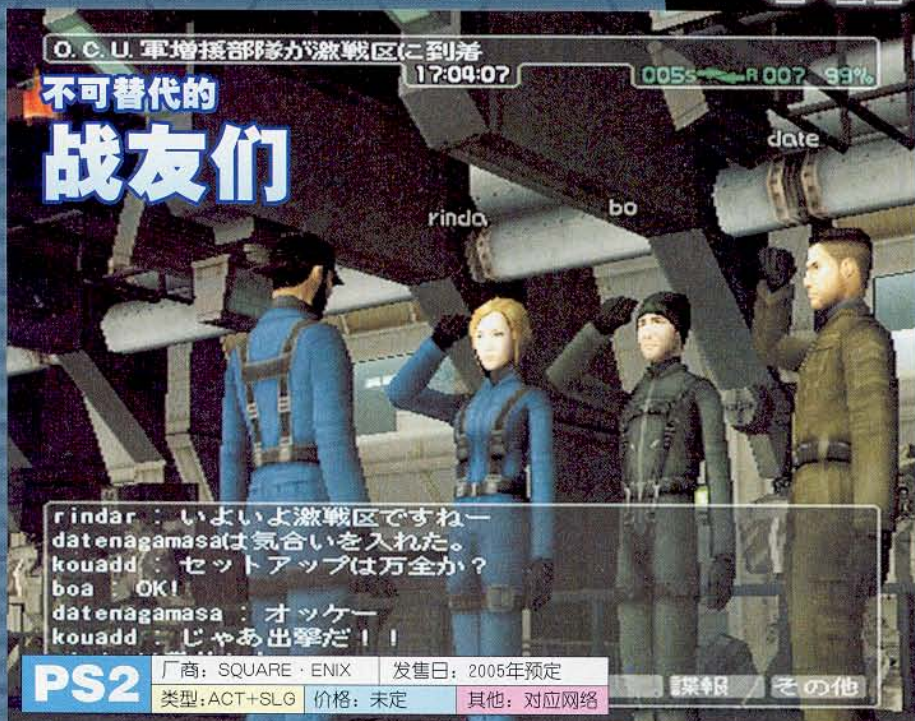 O.C.U.軍増援部隊が激戦区に到着
17:04:07
005s R 007 99%
不可替代的
战友们
date
rinda
bo
rindar : いよいよ激戦区ですねー
datenagamasaは気合いを入れた。
kouadd : セットアップは万全か？
boa : OK!
datenagamasa : オッケー
kouadd : じゃあ出撃だ！！
諜報 その他
PS2
厂商：SQUARE·ENIX 发售日：2005年预定
类型：ACT+SLG 价格：未定 其他：对应网络